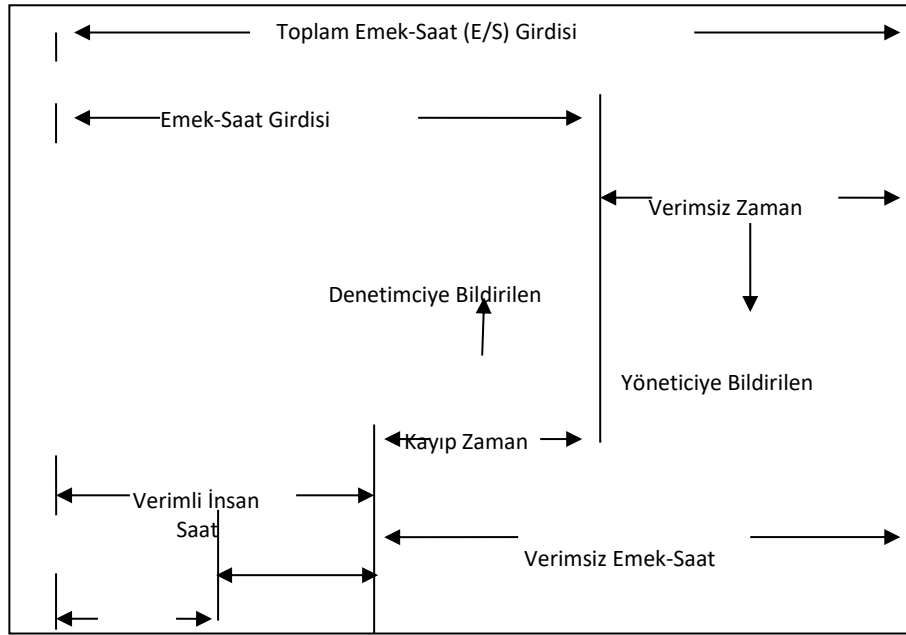 Toplam Emek-Saat (E/S) Girdisi
Emek-Saat Girdisi
Verimsiz Zaman
Denetimciye Bildirilen
Yöneticiye Bildirilen
Kayıp Zaman
Verimli İnsan
Saat
Verimsiz Emek-Saat